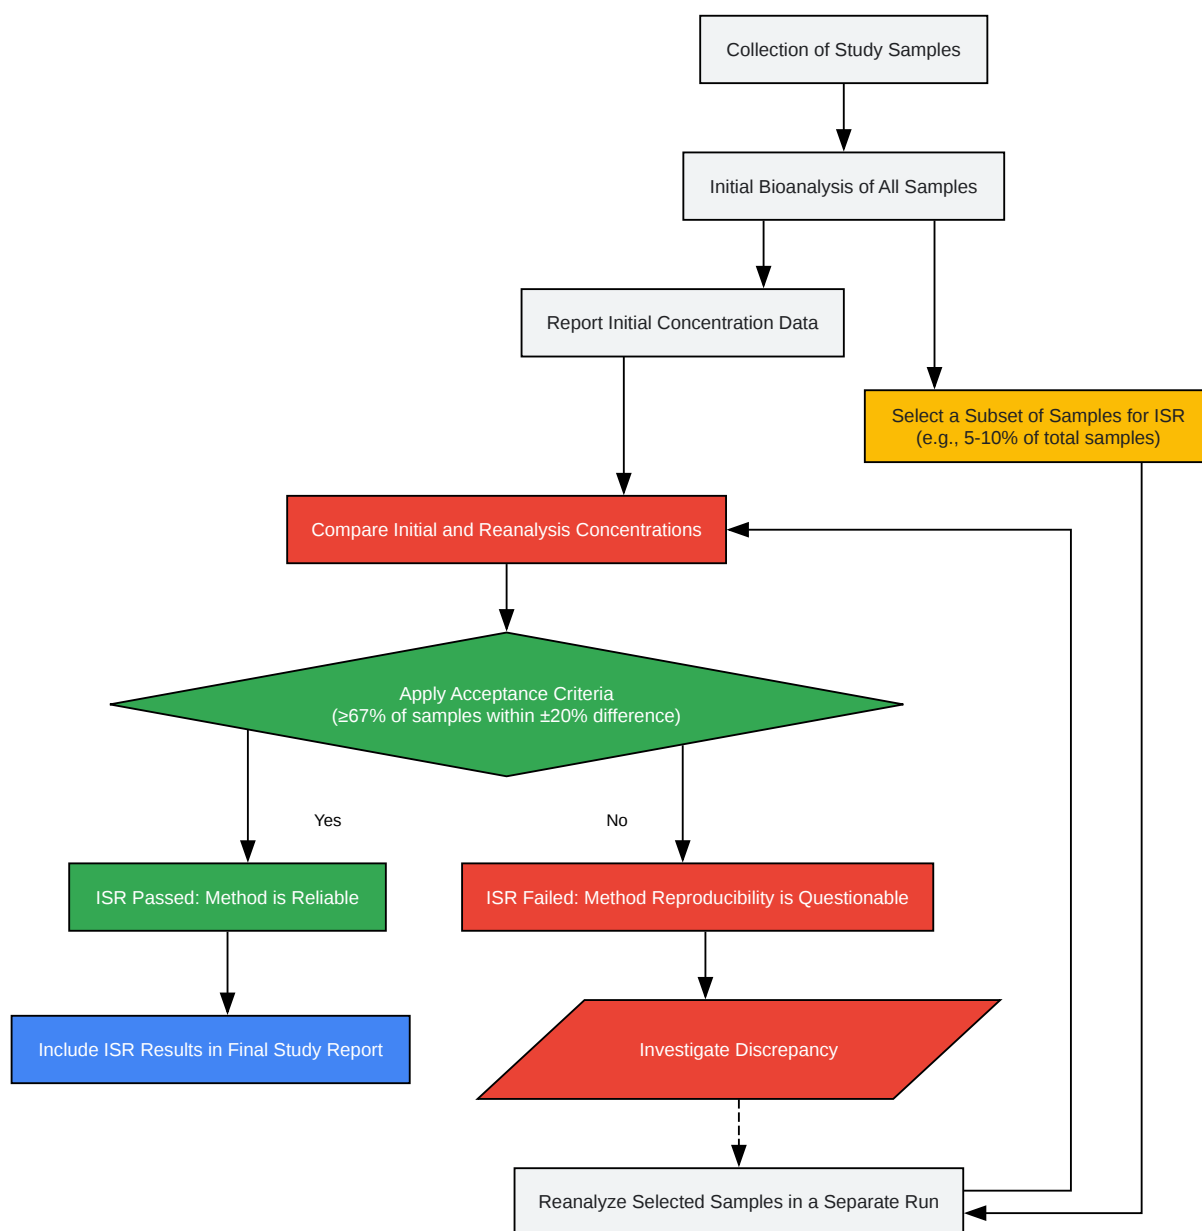 Collection of Study Samples
Initial Bioanalysis of All Samples
Report Initial Concentration Data
Select a Subset of Samples for ISR
(e.g., 5-10% of total samples)
Compare Initial and Reanalysis Concentrations
Apply Acceptance Criteria
(≥67% of samples within ±20% difference)
Yes
No
ISR Passed: Method is Reliable
ISR Failed: Method Reproducibility is Questionable
Include ISR Results in Final Study Report
Investigate Discrepancy
Reanalyze Selected Samples in a Separate Run